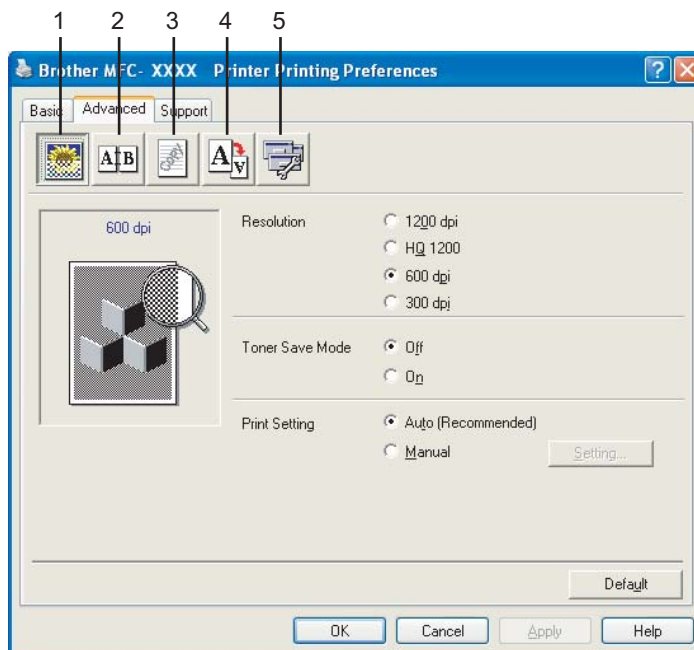 1 2 3 4 5
Brother MFC- XXXX Printer Printing Preferences
Basic Advanced Support
A B COPY A A
600 dpi
Resolution
1200 dpi
HQ 1200
600 dpi
300 dpi
Toner Save Mode
Off
On
Print Setting
Auto (Recommended)
Manual
Setting...
Default
OK Cancel Apply Help